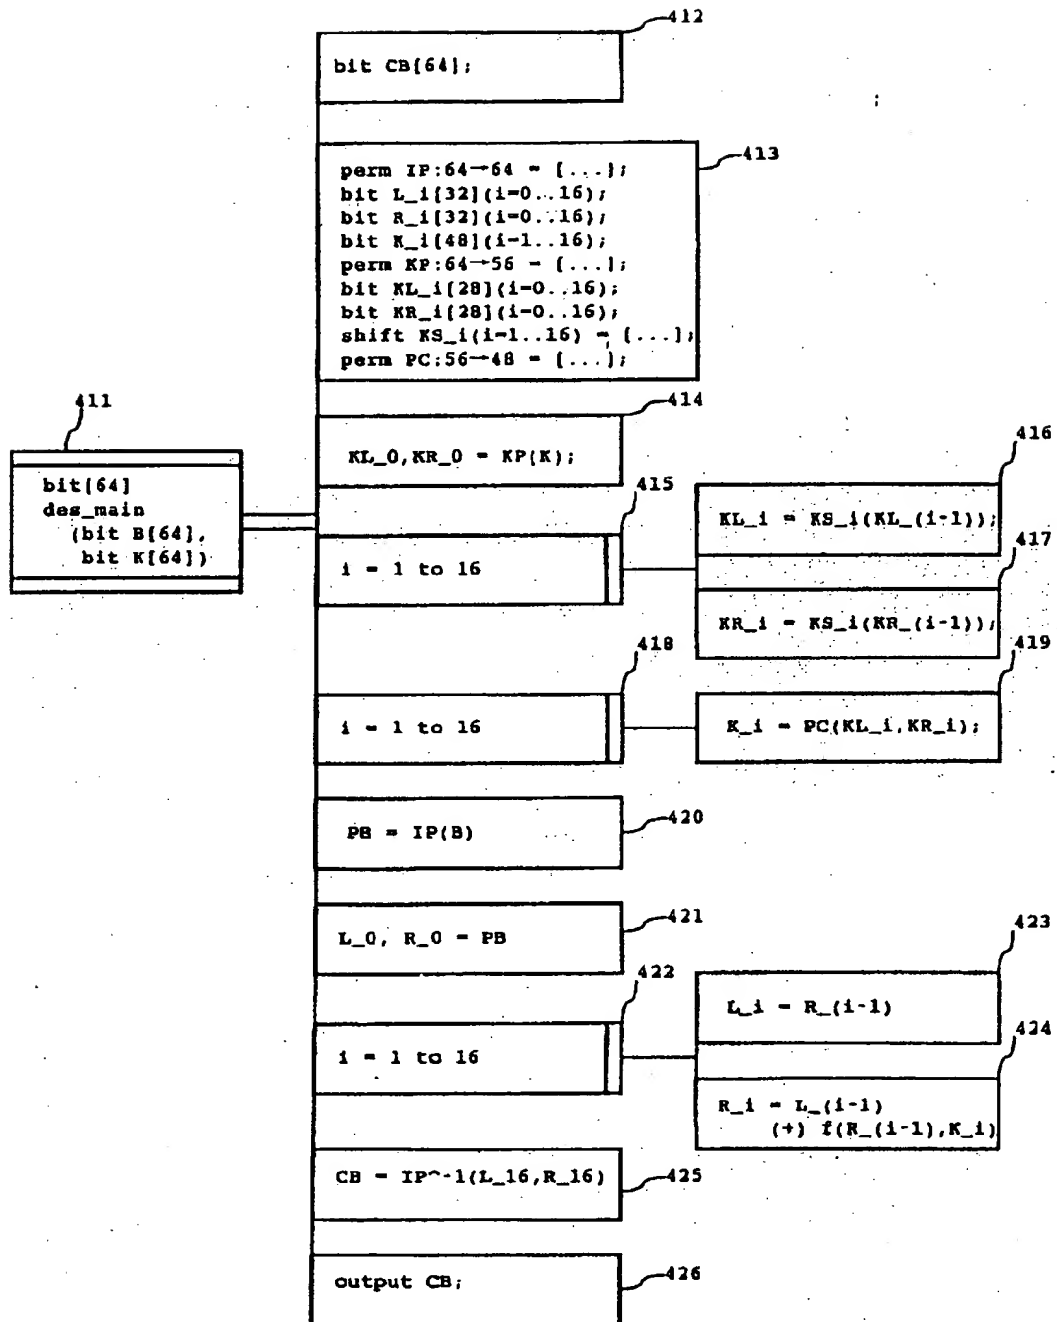 412
bit CB[64];
413
perm IP:64→64 = [...];
bit L_i[32](i=0..16);
bit R_i[32](i=0..16);
bit K_i[48](i=1..16);
perm KP:64→56 = [...];
bit KL_i[28](i=0..16);
bit KR_i[28](i=0..16);
shift KS_i(i=1..16) = [...];
perm PC:56→48 = [...];
411
bit[64]
des_main
(bit B[64],
bit K[64])
414
KL_0,KR_0 = KP(K);
415
i = 1 to 16
416
KL_i = KS_i(KL_(i-1));
417
KR_i = KS_i(KR_(i-1));
418
i = 1 to 16
419
K_i = PC(KL_i,KR_i);
420
PB = IP(B)
421
L_0, R_0 = PB
422
i = 1 to 16
423
L_i = R_(i-1)
424
R_i = L_(i-1)
(+) f(R_(i-1),K_i)
425
CB = IP^-1(L_16,R_16)
426
output CB;